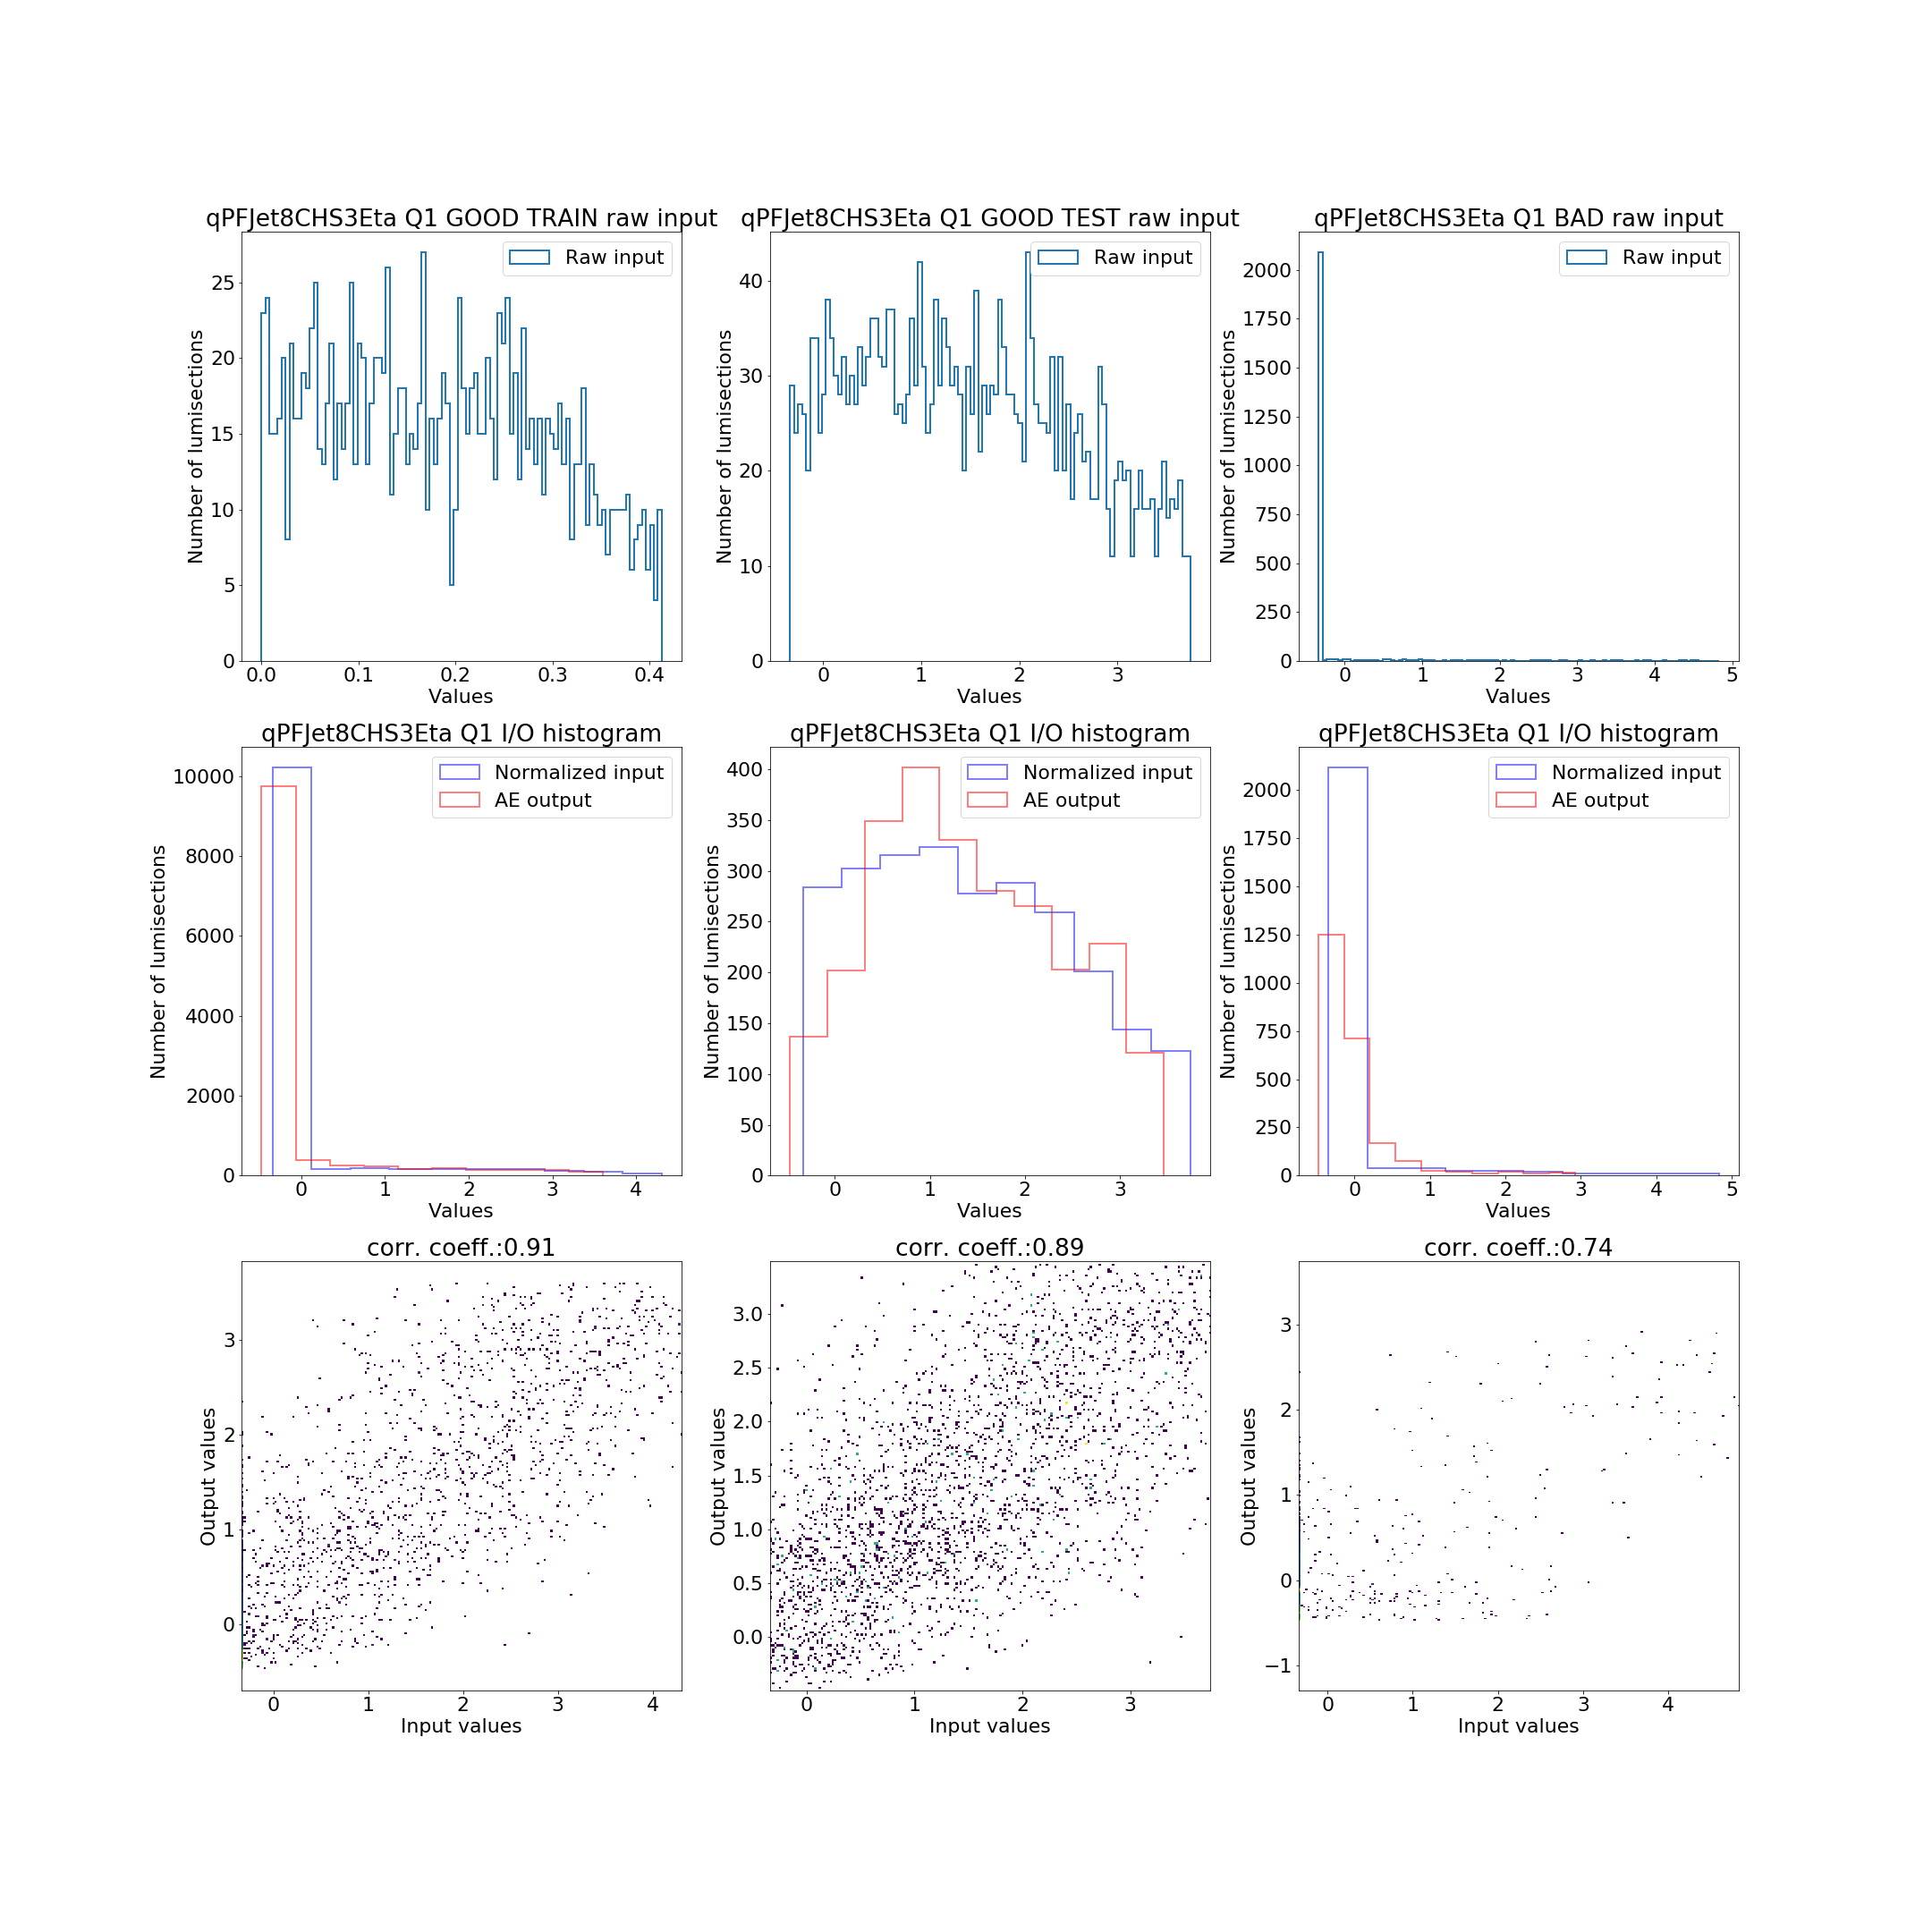 qPFJet8CHS3Eta Q1 GOOD TRAIN raw input
Raw input
Number of lumisections
25
20
15
10
5
0
0.0 0.1 0.2 0.3 0.4
Values
qPFJet8CHS3Eta Q1 GOOD TEST raw input
Raw input
Number of lumisections
40
30
20
10
0
0 1 2 3
Values
qPFJet8CHS3Eta Q1 BAD raw input
Raw input
Number of lumisections
2000
1750
1500
1250
1000
750
500
250
0
0 1 2 3 4 5
Values
qPFJet8CHS3Eta Q1 I/O histogram
Normalized input
AE output
Number of lumisections
10000
8000
6000
4000
2000
0
0 1 2 3 4
Values
qPFJet8CHS3Eta Q1 I/O histogram
Normalized input
AE output
Number of lumisections
400
350
300
250
200
150
100
50
0
0 1 2 3
Values
qPFJet8CHS3Eta Q1 I/O histogram
Normalized input
AE output
Number of lumisections
2000
1750
1500
1250
1000
750
500
250
0
0 1 2 3 4 5
Values
corr. coeff.:0.91
Output values
3
2
1
0
0 1 2 3 4
Input values
corr. coeff.:0.89
Output values
3.0
2.5
2.0
1.5
1.0
0.5
0.0
0 1 2 3
Input values
corr. coeff.:0.74
Output values
3
2
1
0
−1
0 1 2 3 4
Input values